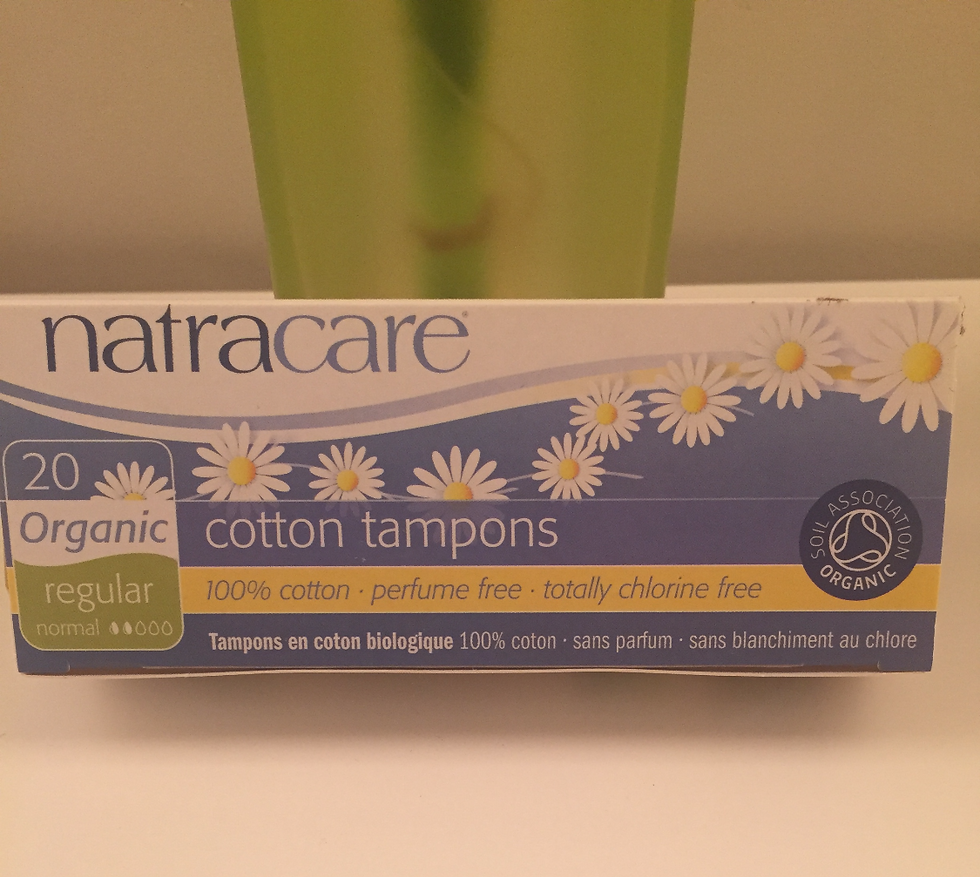 natracare
20
Organic
regular
normal
cotton tampons
100% cotton · perfume free · totally chlorine free
Tampons en coton biologique 100% coton · sans parfum · sans blanchiment au chlore
SOIL ASSOCIATION
ORGANIC